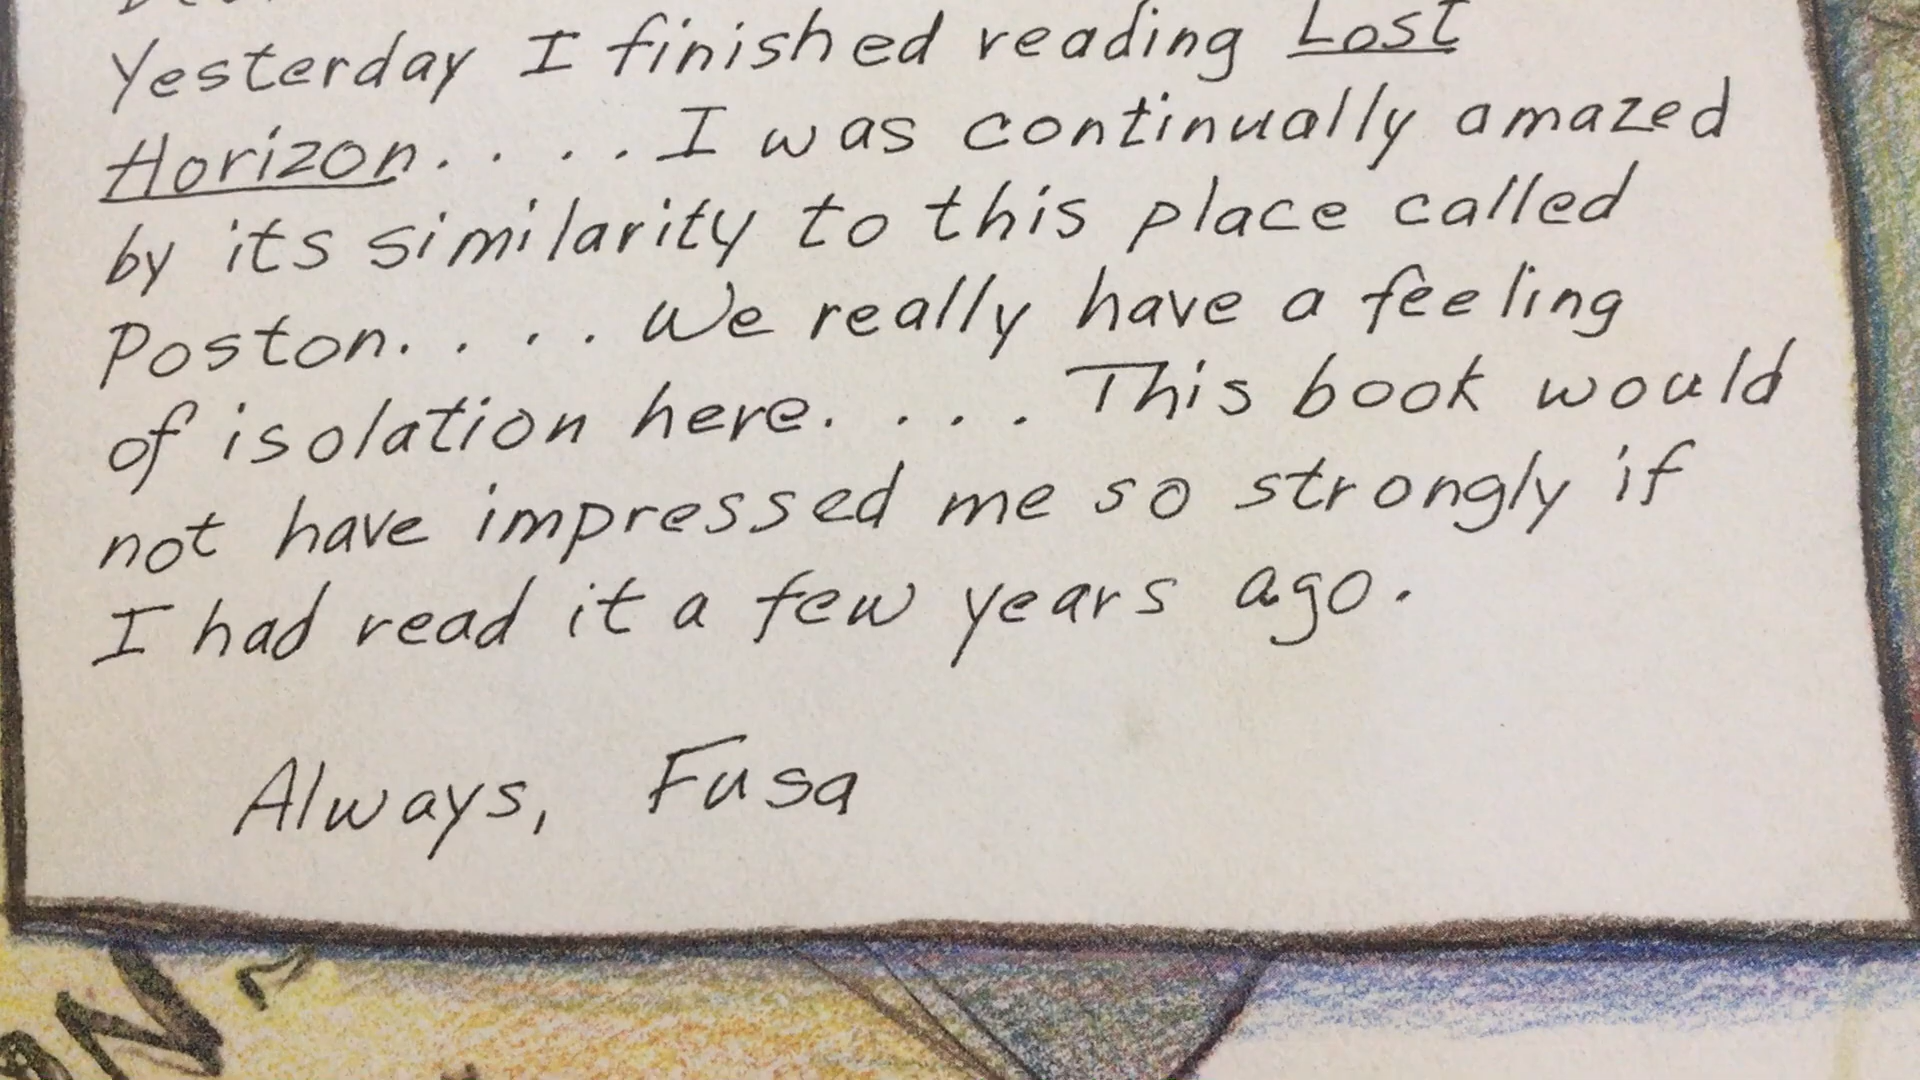 Yesterday I finished reading Lost
Horizon. . . . I was continually amazed
by its similarity to this place called
Poston. . . . We really have a feeling
of isolation here. . . . This book would
not have impressed me so strongly if
I had read it a few years ago.
Always, Fusa